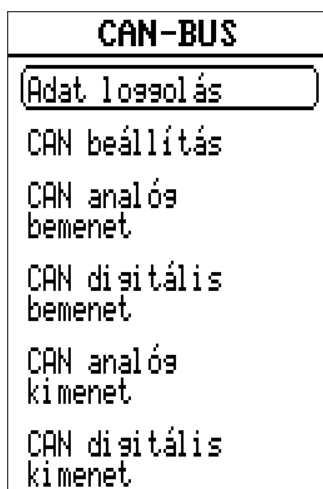 CAN-BUS
Adat loggolás
CAN beállítás
CAN analóg
bemenet
CAN digitális
bemenet
CAN analóg
kimenet
CAN digitális
kimenet